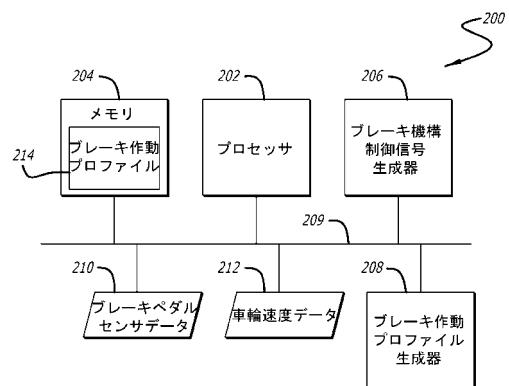 200
204
202
206
メモリ
ブレーキ作動
プロファイル
214
プロセッサ
ブレーキ機構
制御信号
生成器
209
210
212
208
ブレーキペダル
センサデータ
車輪速度データ
ブレーキ作動
プロファイル
生成器